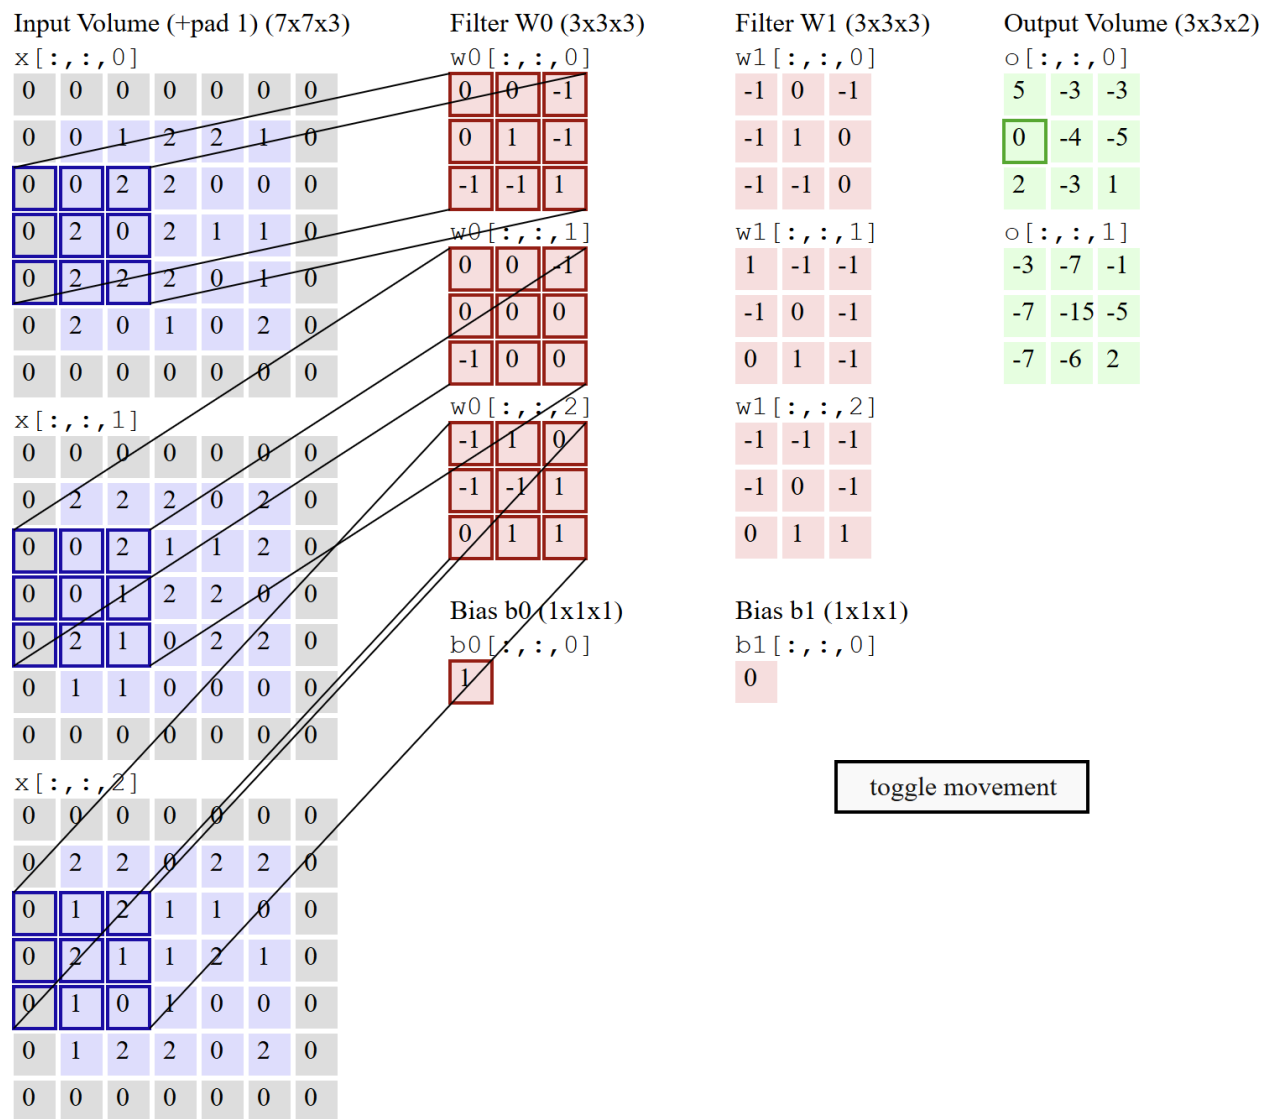 Input Volume (+pad 1) (7x7x3)
x[:,:,0]
0 0 0 0 0 0 0
0 0 1 2 2 1 0
0 0 2 2 0 0 0
0 2 0 2 1 1 0
0 2 2 2 0 1 0
0 2 0 1 0 2 0
0 0 0 0 0 0 0
x[:,:,1]
0 0 0 0 0 0 0
0 2 2 2 0 2 0
0 0 2 1 1 2 0
0 0 1 2 2 0 0
0 2 1 0 2 2 0
0 1 1 0 0 0 0
0 0 0 0 0 0 0
x[:,:,2]
0 0 0 0 0 0 0
0 2 2 0 2 2 0
0 1 2 1 1 0 0
0 2 1 1 2 1 0
0 1 0 1 0 0 0
0 1 2 2 0 2 0
0 0 0 0 0 0 0
Filter W0 (3x3x3)
w0[:,:,0]
0 0 -1
0 1 -1
-1 -1 1
w0[:,:,1]
0 0 -1
0 0 0
-1 0 0
w0[:,:,2]
-1 1 0
-1 -1 1
0 1 1
Bias b0 (1x1x1)
b0[:,:,0]
1
Filter W1 (3x3x3)
w1[:,:,0]
-1 0 -1
-1 1 0
-1 -1 0
w1[:,:,1]
1 -1 -1
-1 0 -1
0 1 -1
w1[:,:,2]
-1 -1 -1
-1 0 -1
0 1 1
Bias b1 (1x1x1)
b1[:,:,0]
0
Output Volume (3x3x2)
o[:,:,0]
5 -3 -3
0 -4 -5
2 -3 1
o[:,:,1]
-3 -7 -1
-7 -15 -5
-7 -6 2
toggle movement